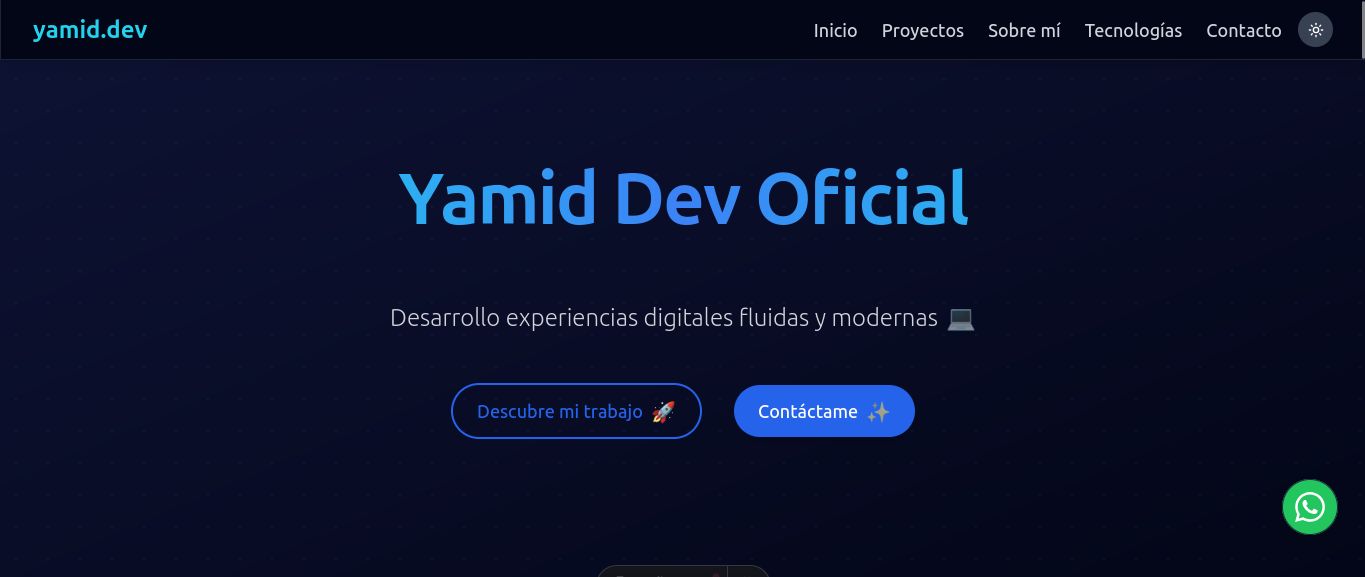 yamid.dev
Inicio Proyectos Sobre mí Tecnologías Contacto
Yamid Dev Oficial
Desarrollo experiencias digitales fluidas y modernas 💻
Descubre mi trabajo 🚀 Contáctame ✨